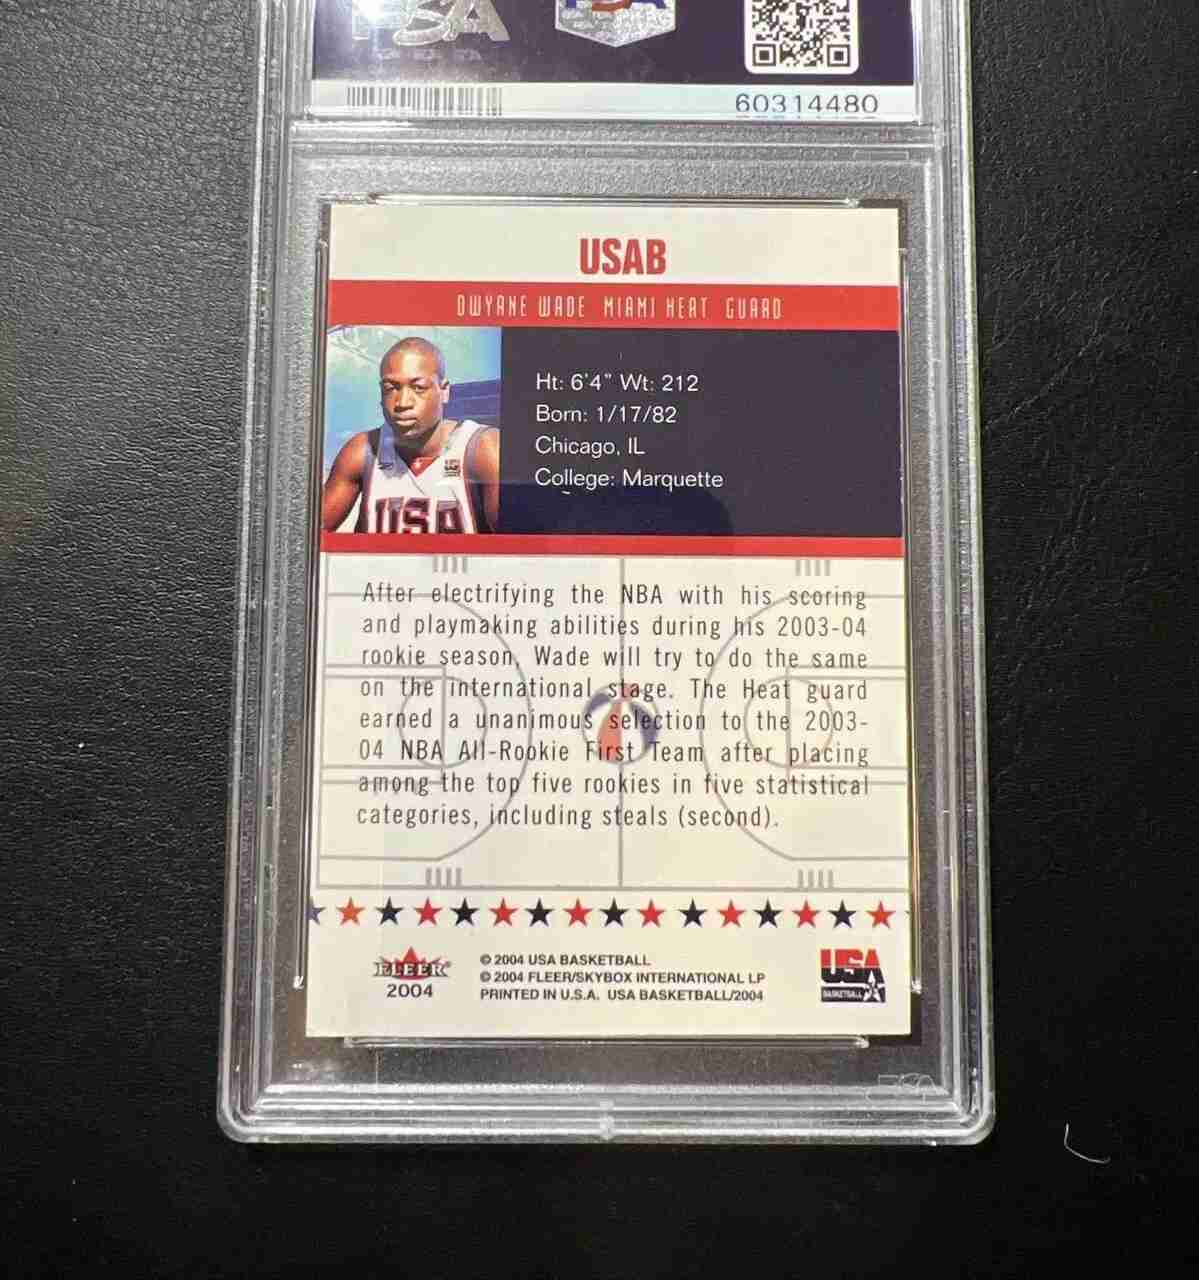 PSA
PSA
60314480
USAB
DWYANE WADE MIAMI HEAT GUARD
Ht: 6'4" Wt: 212
Born: 1/17/82
Chicago, IL
College: Marquette
USA
After electrifying the NBA with his scoring
and playmaking abilities during his 2003-04
rookie season, Wade will try to do the same
on the international stage. The Heat guard
earned a unanimous selection to the 2003-
04 NBA All-Rookie First Team after placing
among the top five rookies in five statistical
categories, including steals (second).
FLEER
2004
© 2004 USA BASKETBALL
© 2004 FLEER/SKYBOX INTERNATIONAL LP
PRINTED IN U.S.A. USA BASKETBALL/2004
USA
BASKETBALL
PSA